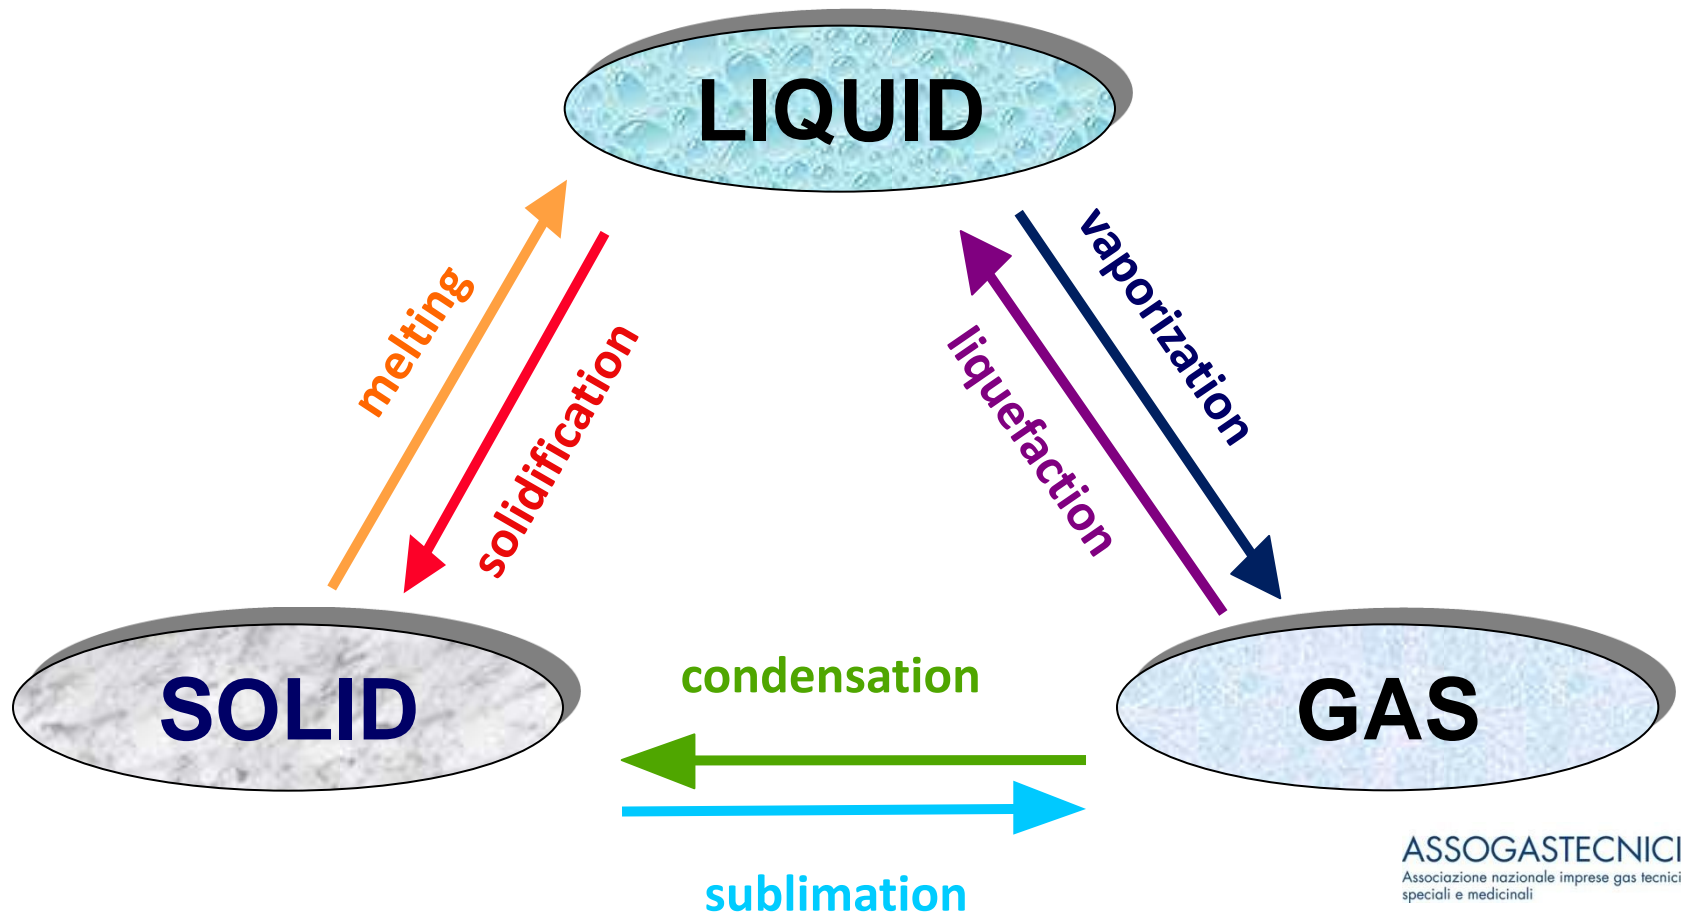 LIQUID
melting
solidification
liquefaction
vaporization
condensation
SOLID
GAS
sublimation
ASSOGASTECNICI
Associazione nazionale imprese gas tecnici
speciali e medicinali